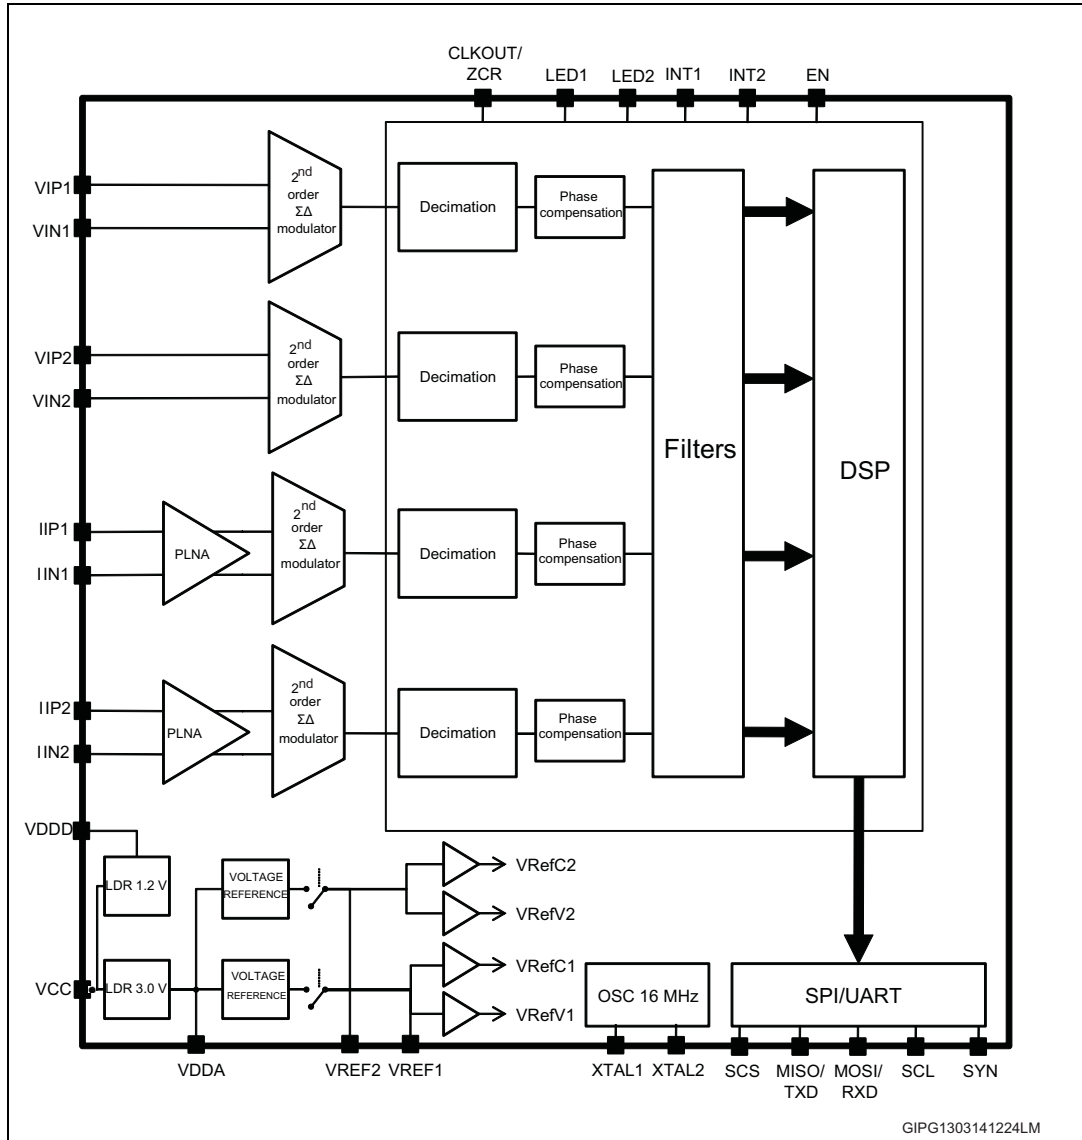 CLKOUT/
ZCR
LED1
LED2
INT1
INT2
EN
VIP1
VIN1
2nd
order
ΣΔ
modulator
Decimation
Phase
compensation
VIP2
VIN2
2nd
order
ΣΔ
modulator
Decimation
Phase
compensation
Filters
DSP
IIP1
IIN1
PLNA
2nd
order
ΣΔ
modulator
Decimation
Phase
compensation
IIP2
IIN2
PLNA
2nd
order
ΣΔ
modulator
Decimation
Phase
compensation
VDDD
LDR 1.2 V
VOLTAGE
REFERENCE
VRefC2
VRefV2
VCC
LDR 3.0 V
VOLTAGE
REFERENCE
VRefC1
VRefV1
OSC 16 MHz
SPI/UART
VDDA
VREF2
VREF1
XTAL1
XTAL2
SCS
MISO/
TXD
MOSI/
RXD
SCL
SYN
GIPG1303141224LM